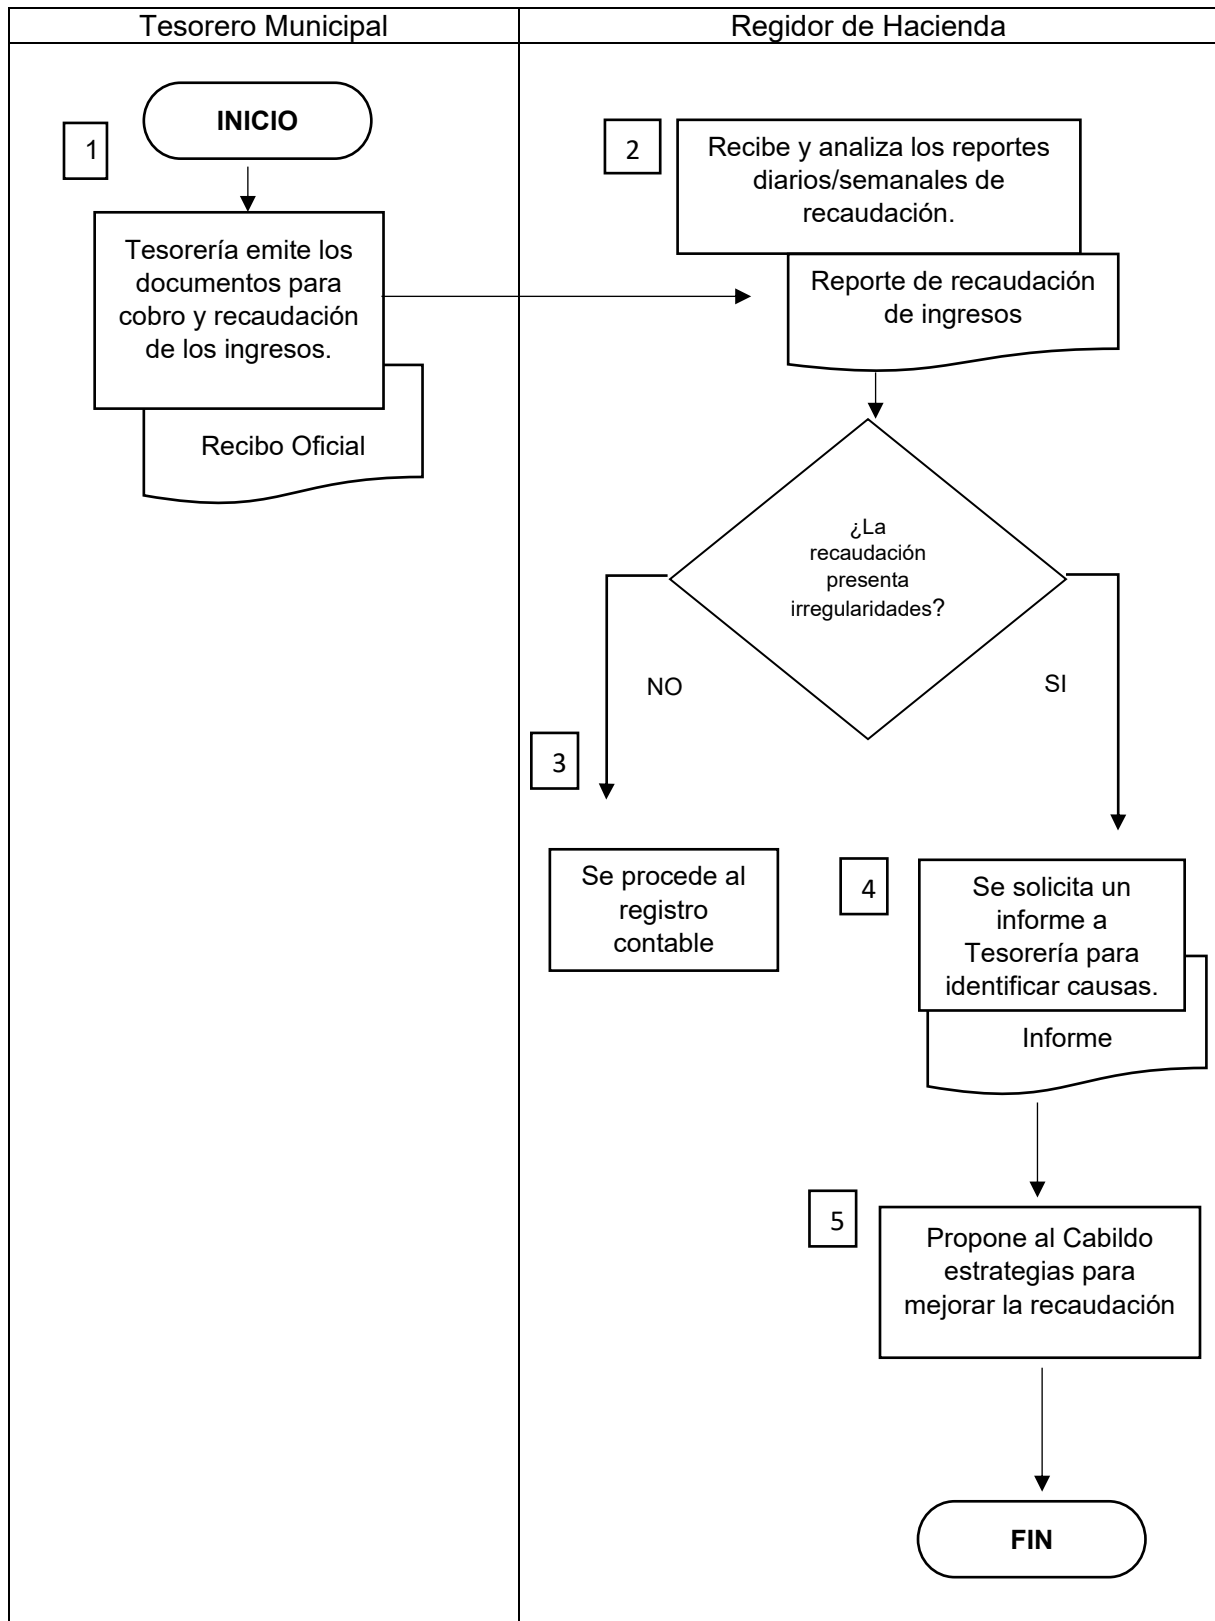 Tesorero Municipal
Regidor de Hacienda
INICIO
1
Tesorería emite los
documentos para
cobro y recaudación
de los ingresos.
Recibo Oficial
2
Recibe y analiza los reportes
diarios/semanales de
recaudación.
Reporte de recaudación
de ingresos
¿La
recaudación
presenta
irregularidades?
NO
SI
3
Se procede al
registro
contable
4
Se solicita un
informe a
Tesorería para
identificar causas.
Informe
5
Propone al Cabildo
estrategias para
mejorar la recaudación
FIN